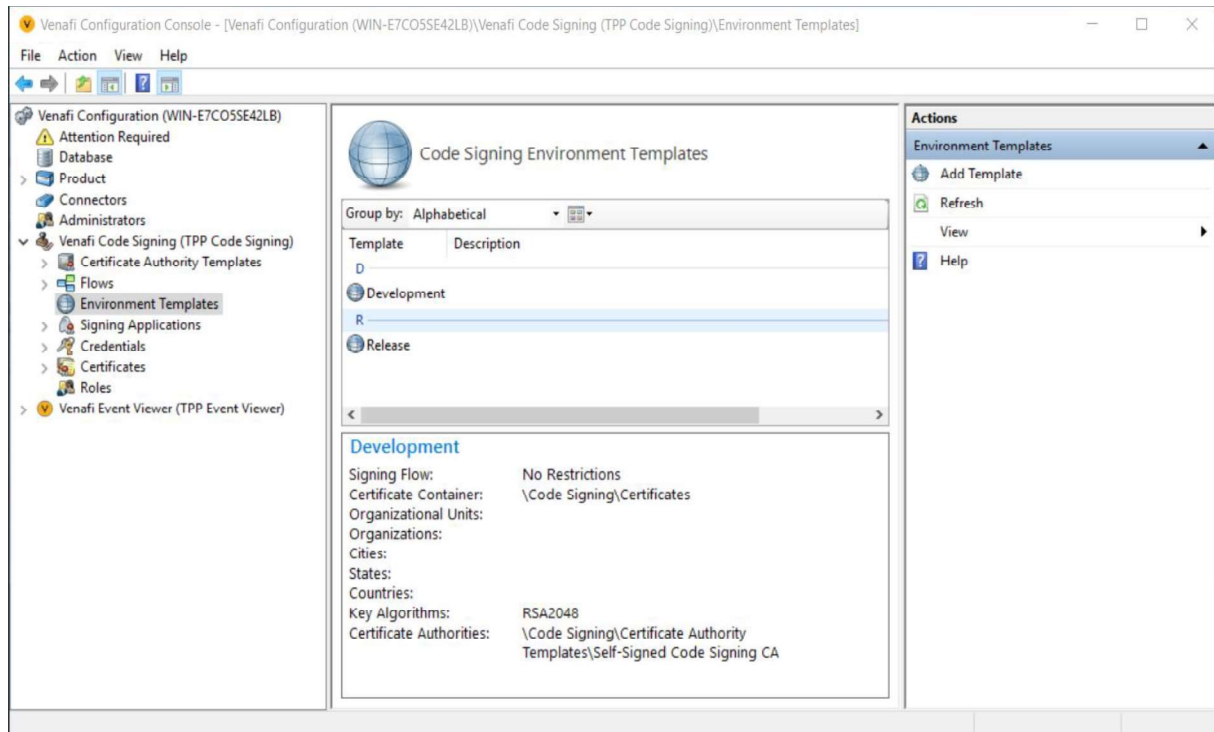 Venafi Configuration Console - [Venafi Configuration (WIN-E7CO5SE42LB)\Venafi Code Signing (TPP Code Signing)\Environment Templates]
File Action View Help
Venafi Configuration (WIN-E7CO5SE42LB)
Attention Required
Database
Product
Connectors
Administrators
Venafi Code Signing (TPP Code Signing)
Certificate Authority Templates
Flows
Environment Templates
Signing Applications
Credentials
Certificates
Roles
Venafi Event Viewer (TPP Event Viewer)
Code Signing Environment Templates
Group by: Alphabetical
Template Description
D
Development
R
Release
Development
Signing Flow: No Restrictions
Certificate Container: \Code Signing\Certificates
Organizational Units:
Organizations:
Cities:
States:
Countries:
Key Algorithms: RSA2048
Certificate Authorities: \Code Signing\Certificate Authority
Templates\Self-Signed Code Signing CA
Actions
Environment Templates
Add Template
Refresh
View
Help